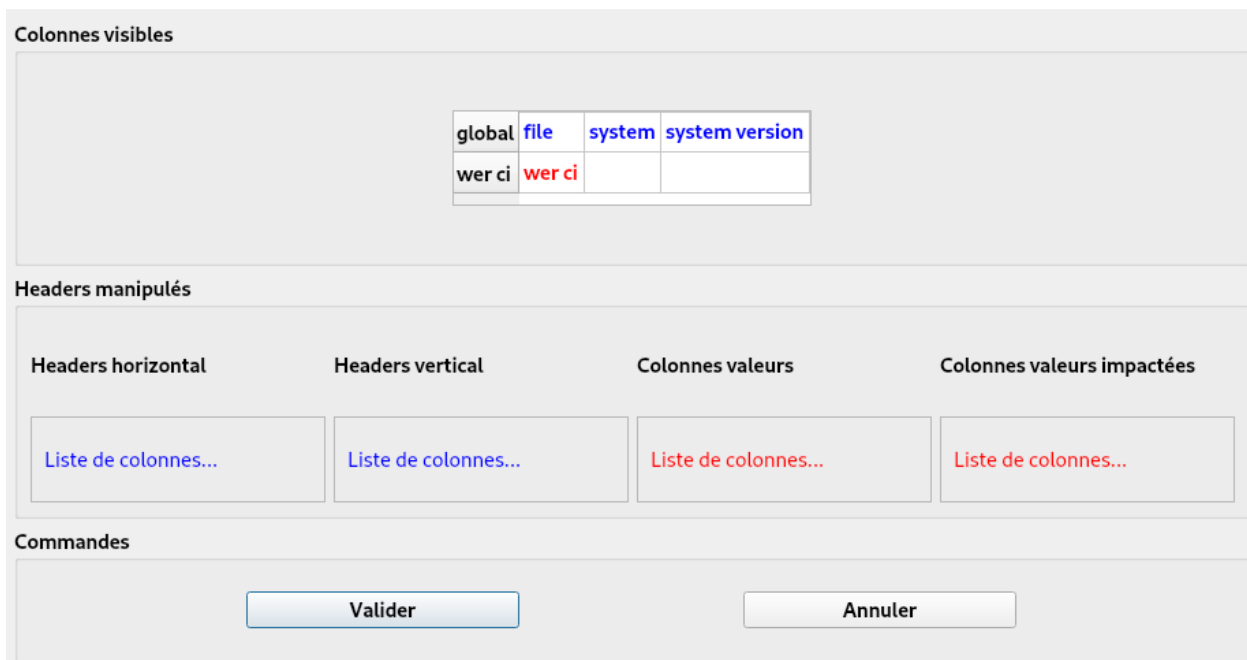 Colonnes visibles
global file system system version
wer ci wer ci
Headers manipulés
Headers horizontal Headers vertical Colonnes valeurs Colonnes valeurs impactées
Liste de colonnes... Liste de colonnes... Liste de colonnes... Liste de colonnes...
Commandes
Valider Annuler